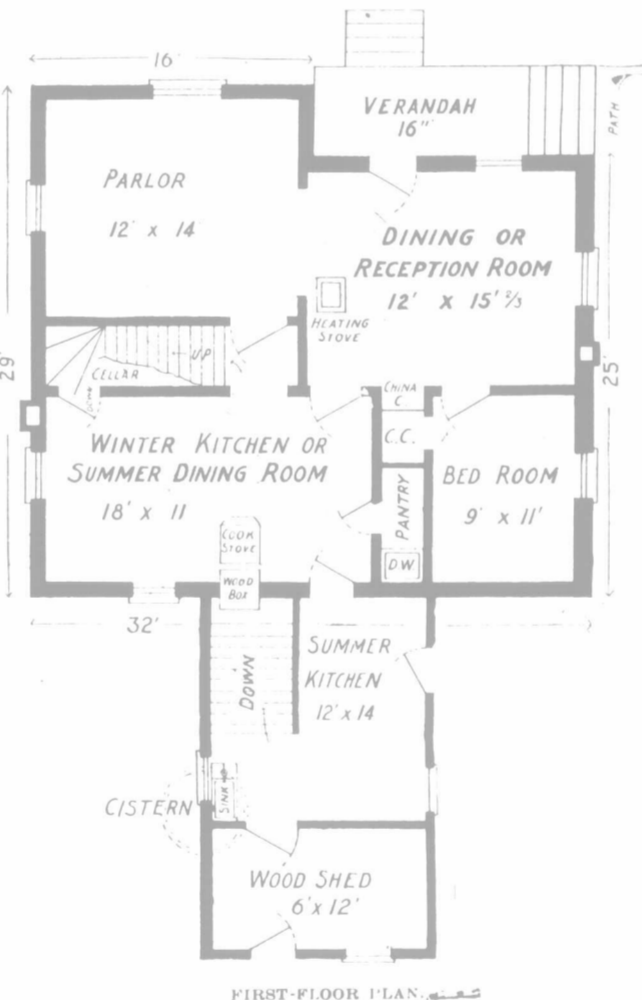 16'
VERANDAH
16"
PATH
PARLOR
12' x 14
DINING OR
RECEPTION ROOM
12' x 15' 2/3
HEATING
STOVE
29'
25'
UP
CELLAR
CHINA
C.
C.C.
WINTER KITCHEN OR
SUMMER DINING ROOM
18' x 11
PANTRY
BED ROOM
9' x 11'
COOK
STOVE
D.W.
WOOD
BOX
32'
DOWN
SUMMER
KITCHEN
12' x 14
CISTERN
SINK
WOOD SHED
6' x 12'
FIRST-FLOOR PLAN.